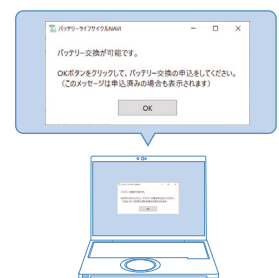 バッテリーライフサイクルNAVI
バッテリー交換が可能です。
OKボタンをクリックして、バッテリー交換の申込をしてください。
（このメッセージは申込済みの場合も表示されます）
OK